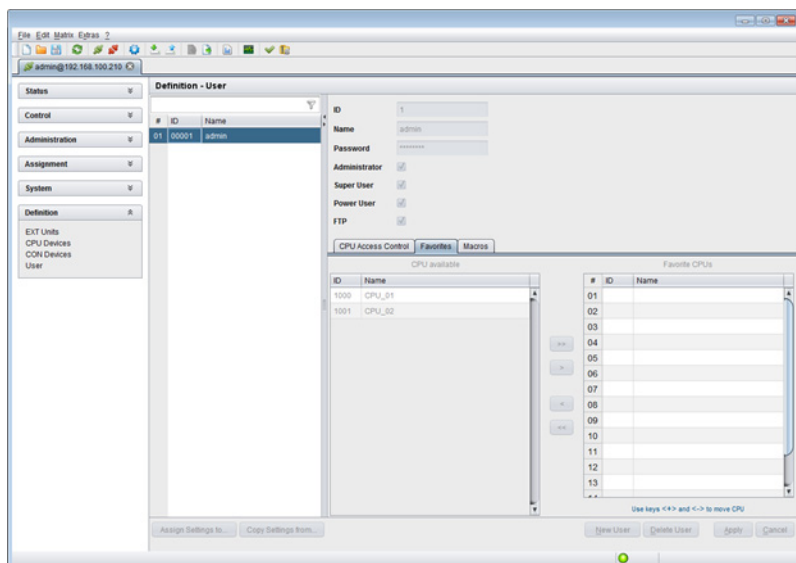 File Edit Matrix Extras ?
admin@192.168.100.210
Status
Control
Administration
Assignment
System
Definition
EXT Units
CPU Devices
CON Devices
User
Definition - User
# ID Name
01 00001 admin
ID 1
Name admin
Password ********
Administrator
Super User
Power User
FTP
CPU Access Control Favorites Macros
CPU available
ID Name
1000 CPU_01
1001 CPU_02
>>
>
<
<<
Favorite CPUs
# ID Name
01
02
03
04
05
06
07
08
09
10
11
12
13
14
Use keys <+> and <-> to move CPU
Assign Settings to... Copy Settings from... New User Delete User Apply Cancel